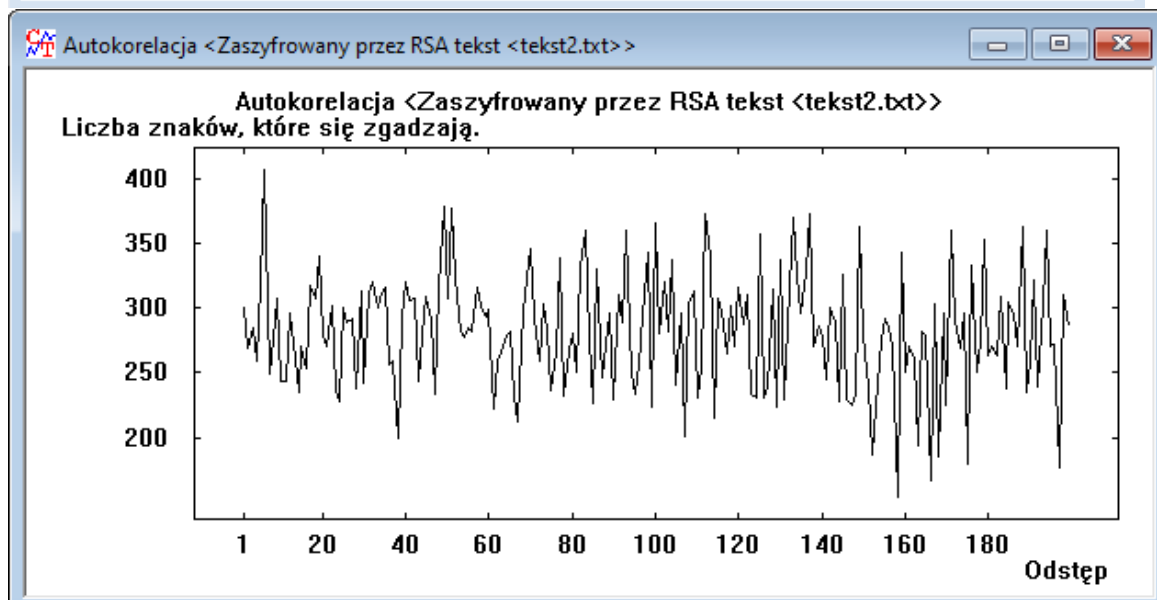 Autokorelacja <Zaszyfrowany przez RSA tekst <tekst2.txt>>
Autokorelacja <Zaszyfrowany przez RSA tekst <tekst2.txt>>
Liczba znaków, które się zgadzają.
400
350
300
250
200
1 20 40 60 80 100 120 140 160 180
Odstęp